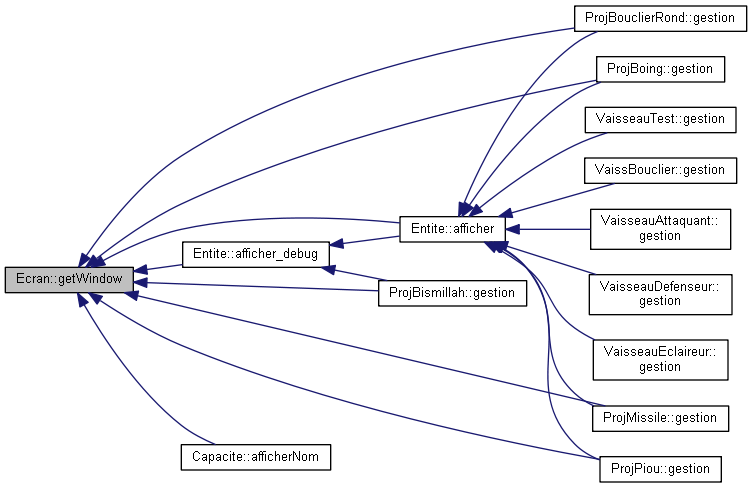 ProjBouclierRond::gestion
ProjBoing::gestion
VaisseauTest::gestion
VaissBouclier::gestion
Entite::afficher
VaisseauAttaquant::
gestion
Entite::afficher_debug
Ecran::getWindow
ProjBismillah::gestion
VaisseauDefenseur::
gestion
VaisseauEclaireur::
gestion
ProjMissile::gestion
Capacite::afficherNom
ProjPiou::gestion